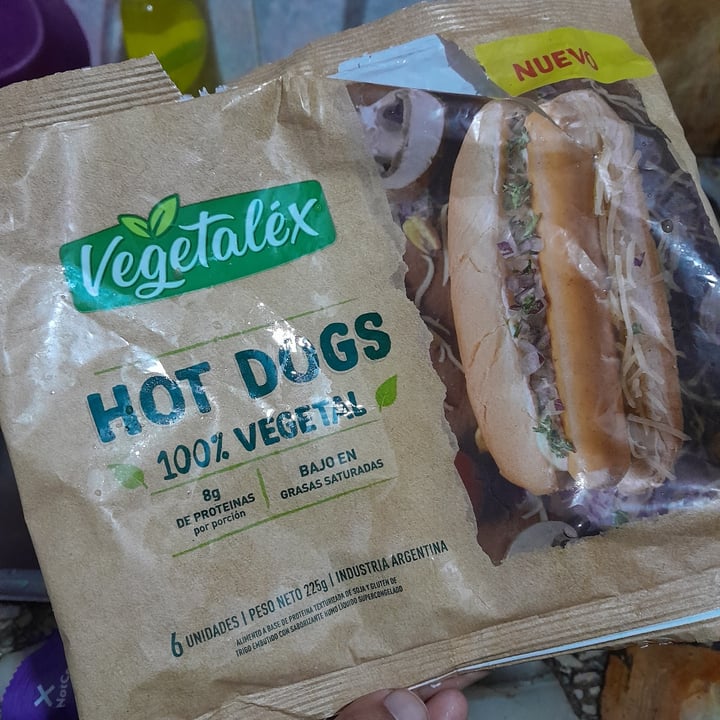 NUEVO
Vegetaléx
HOT DOGS
100% VEGETAL
8g
DE PROTEINAS
por porción
BAJO EN
GRASAS SATURADAS
6 UNIDADES | PESO NETO 225g | INDUSTRIA ARGENTINA
ALIMENTO A BASE DE PROTEINA TEXTURIZADA DE SOJA Y GLUTEN DE
TRIGO EMBUTIDO CON SABORIZANTE HUMO LÍQUIDO SUPERCONGELADO